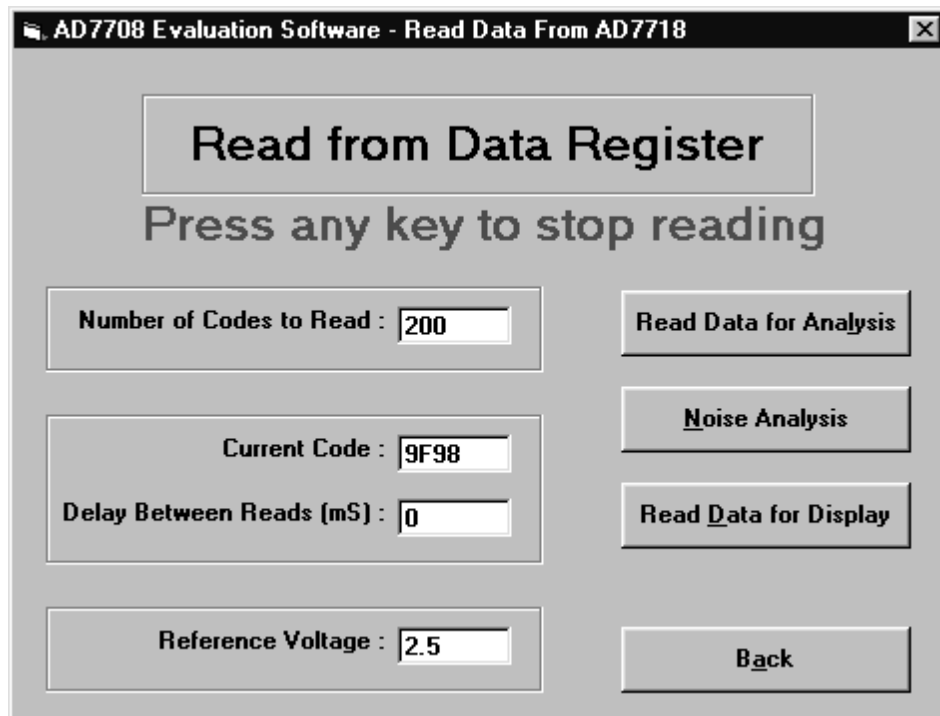 AD7708 Evaluation Software - Read Data From AD7718
Read from Data Register
Press any key to stop reading
Number of Codes to Read : 200
Read Data for Analysis
Noise Analysis
Current Code : 9F98
Delay Between Reads (mS) : 0
Read Data for Display
Reference Voltage : 2.5
Back